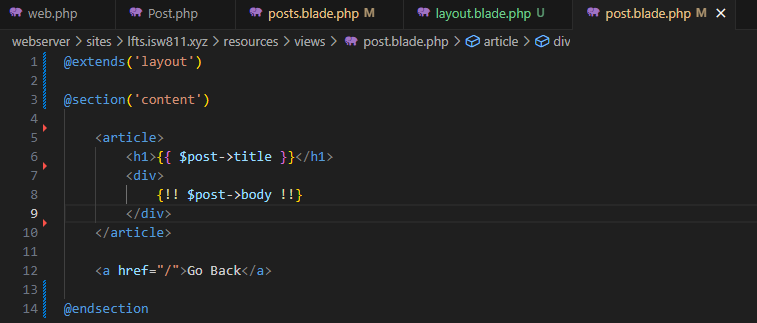 web.php Post.php posts.blade.php M layout.blade.php U post.blade.php M ×
webserver > sites > lfts.isw811.xyz > resources > views > post.blade.php > article > div
1 @extends('layout')
2
3 @section('content')
4
5 <article>
6 <h1>{{ $post->title }}</h1>
7 <div>
8 {!! $post->body !!}
9 </div>
10 </article>
11
12 <a href="/">Go Back</a>
13
14 @endsection